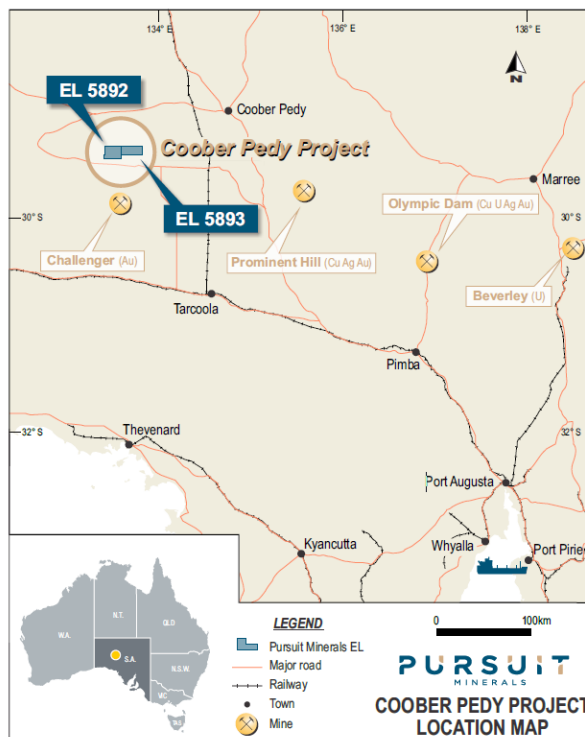 134° E
136° E
138° E
N
EL 5892
Coober Pedy
Coober Pedy Project
EL 5893
Marree
Olympic Dam (Cu U Ag Au)
30° S
30° S
Challenger (Au)
Prominent Hill (Cu Ag Au)
Beverley (U)
Tarcoola
Pimba
32° S
Thevenard
32° S
Port Augusta
Kyancutta
Whyalla
Port Pirie
W.A.
N.T.
QLD
S.A.
N.S.W.
VIC
TAS
LEGEND
Pursuit Minerals EL
Major road
Railway
Town
Mine
0
100km
PURSUIT
MINERALS
COOBER PEDY PROJECT
LOCATION MAP